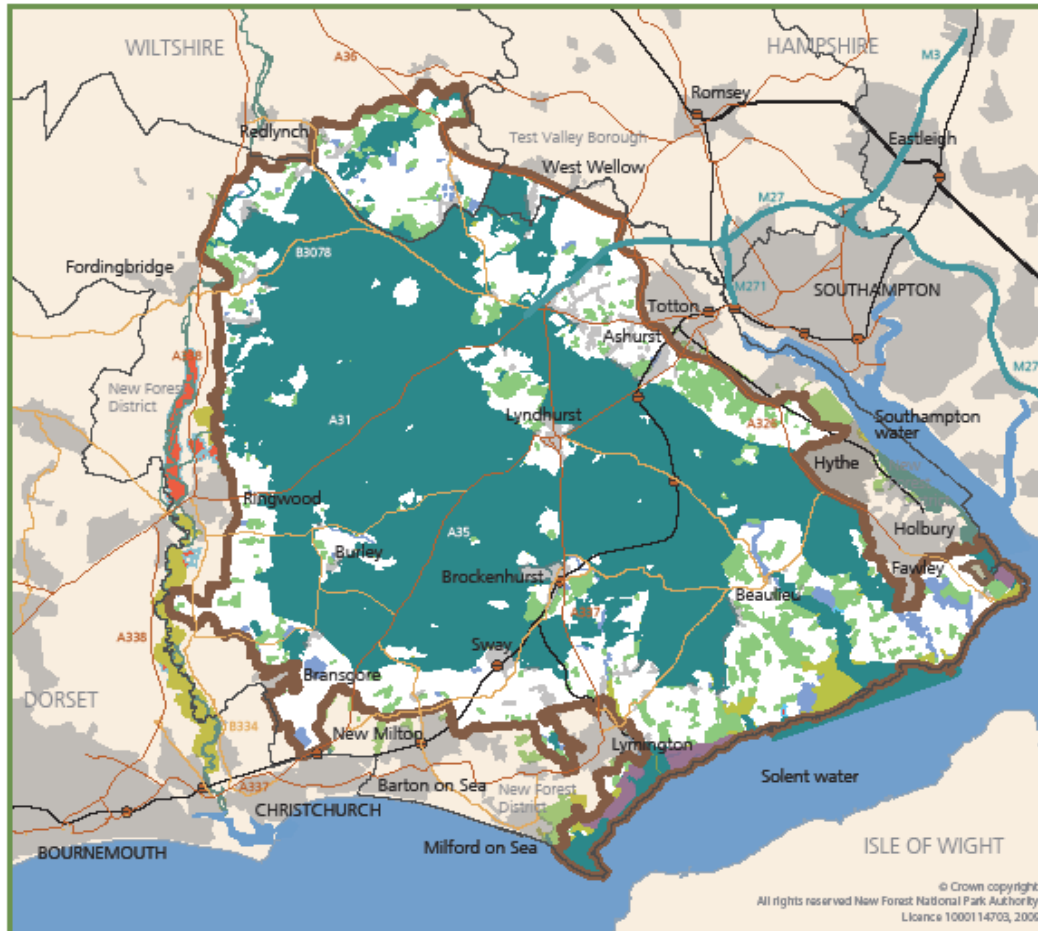 WILTSHIRE
HAMPSHIRE
A36
M3
Romsey
Redlynch
Test Valley Borough
Eastleigh
West Wellow
M27
B3078
Fordingbridge
M271
SOUTHAMPTON
Totton
Ashurst
M27
A338
New Forest
District
A31
Lyndhurst
A326
Southampton
water
Hythe
Ringwood
Holbury
A35
Burley
Fawley
Brockenhurst
Beaulieu
A337
A338
Sway
Bransgore
DORSET
B334
New Milton
Lymington
Solent water
A337
Barton on Sea
New Forest
District
CHRISTCHURCH
Milford on Sea
BOURNEMOUTH
ISLE OF WIGHT
© Crown copyright
All rights reserved New Forest National Park Authority
Licence 1000114703, 2009